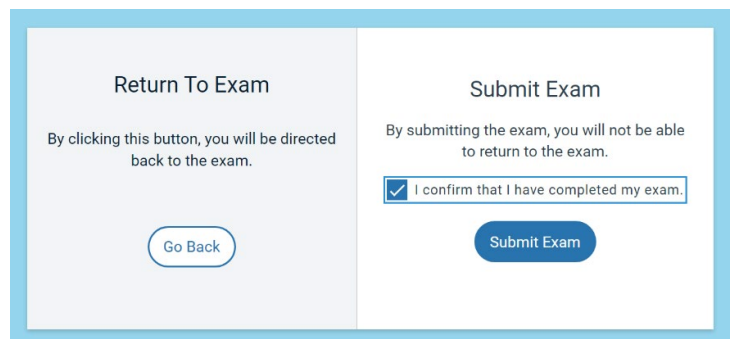 Return To Exam
By clicking this button, you will be directed
back to the exam.
Go Back
Submit Exam
By submitting the exam, you will not be able
to return to the exam.
I confirm that I have completed my exam.
Submit Exam